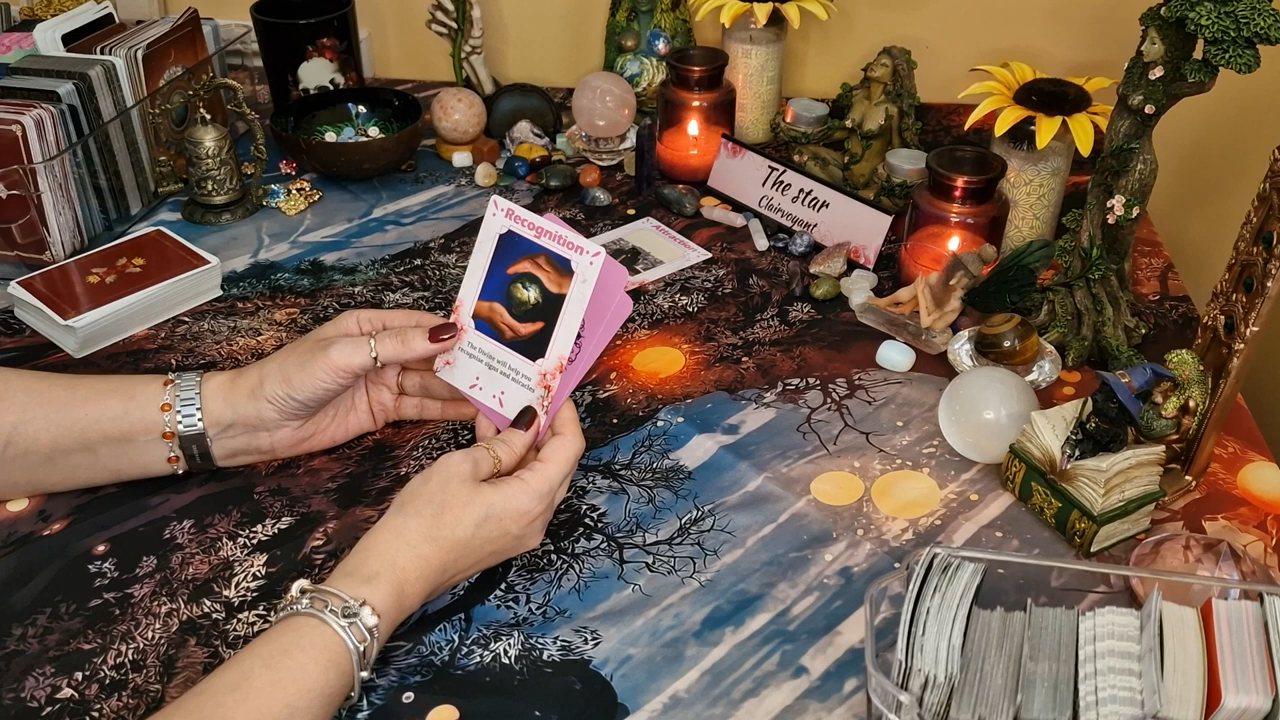 Recognition
The Divine will help you
recognise signs and miracles
Attraction
The star
Clairvoyant